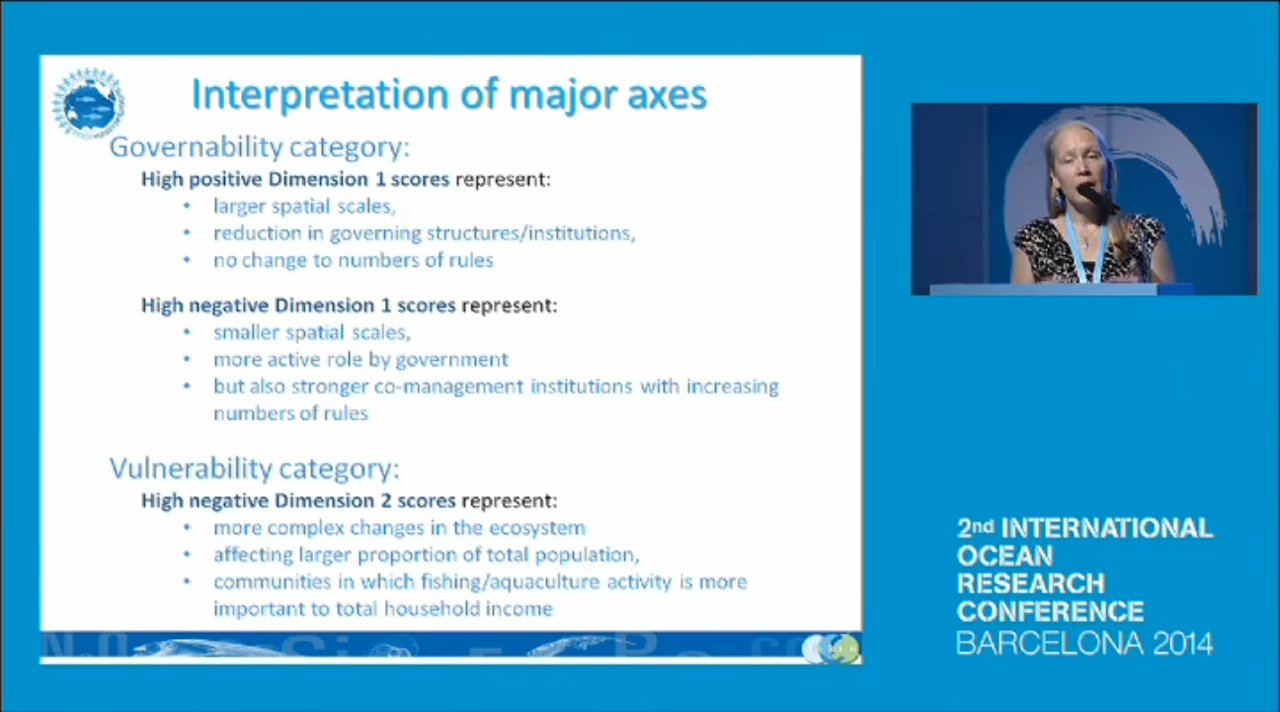 Interpretation of major axes
Governability category:
High positive Dimension 1 scores represent:
• larger spatial scales,
• reduction in governing structures/institutions,
• no change to numbers of rules
High negative Dimension 1 scores represent:
• smaller spatial scales,
• more active role by government
• but also stronger co-management institutions with increasing
numbers of rules
Vulnerability category:
High negative Dimension 2 scores represent:
• more complex changes in the ecosystem
• affecting larger proportion of total population,
• communities in which fishing/aquaculture activity is more
important to total household income
2nd INTERNATIONAL
OCEAN
RESEARCH
CONFERENCE
BARCELONA 2014